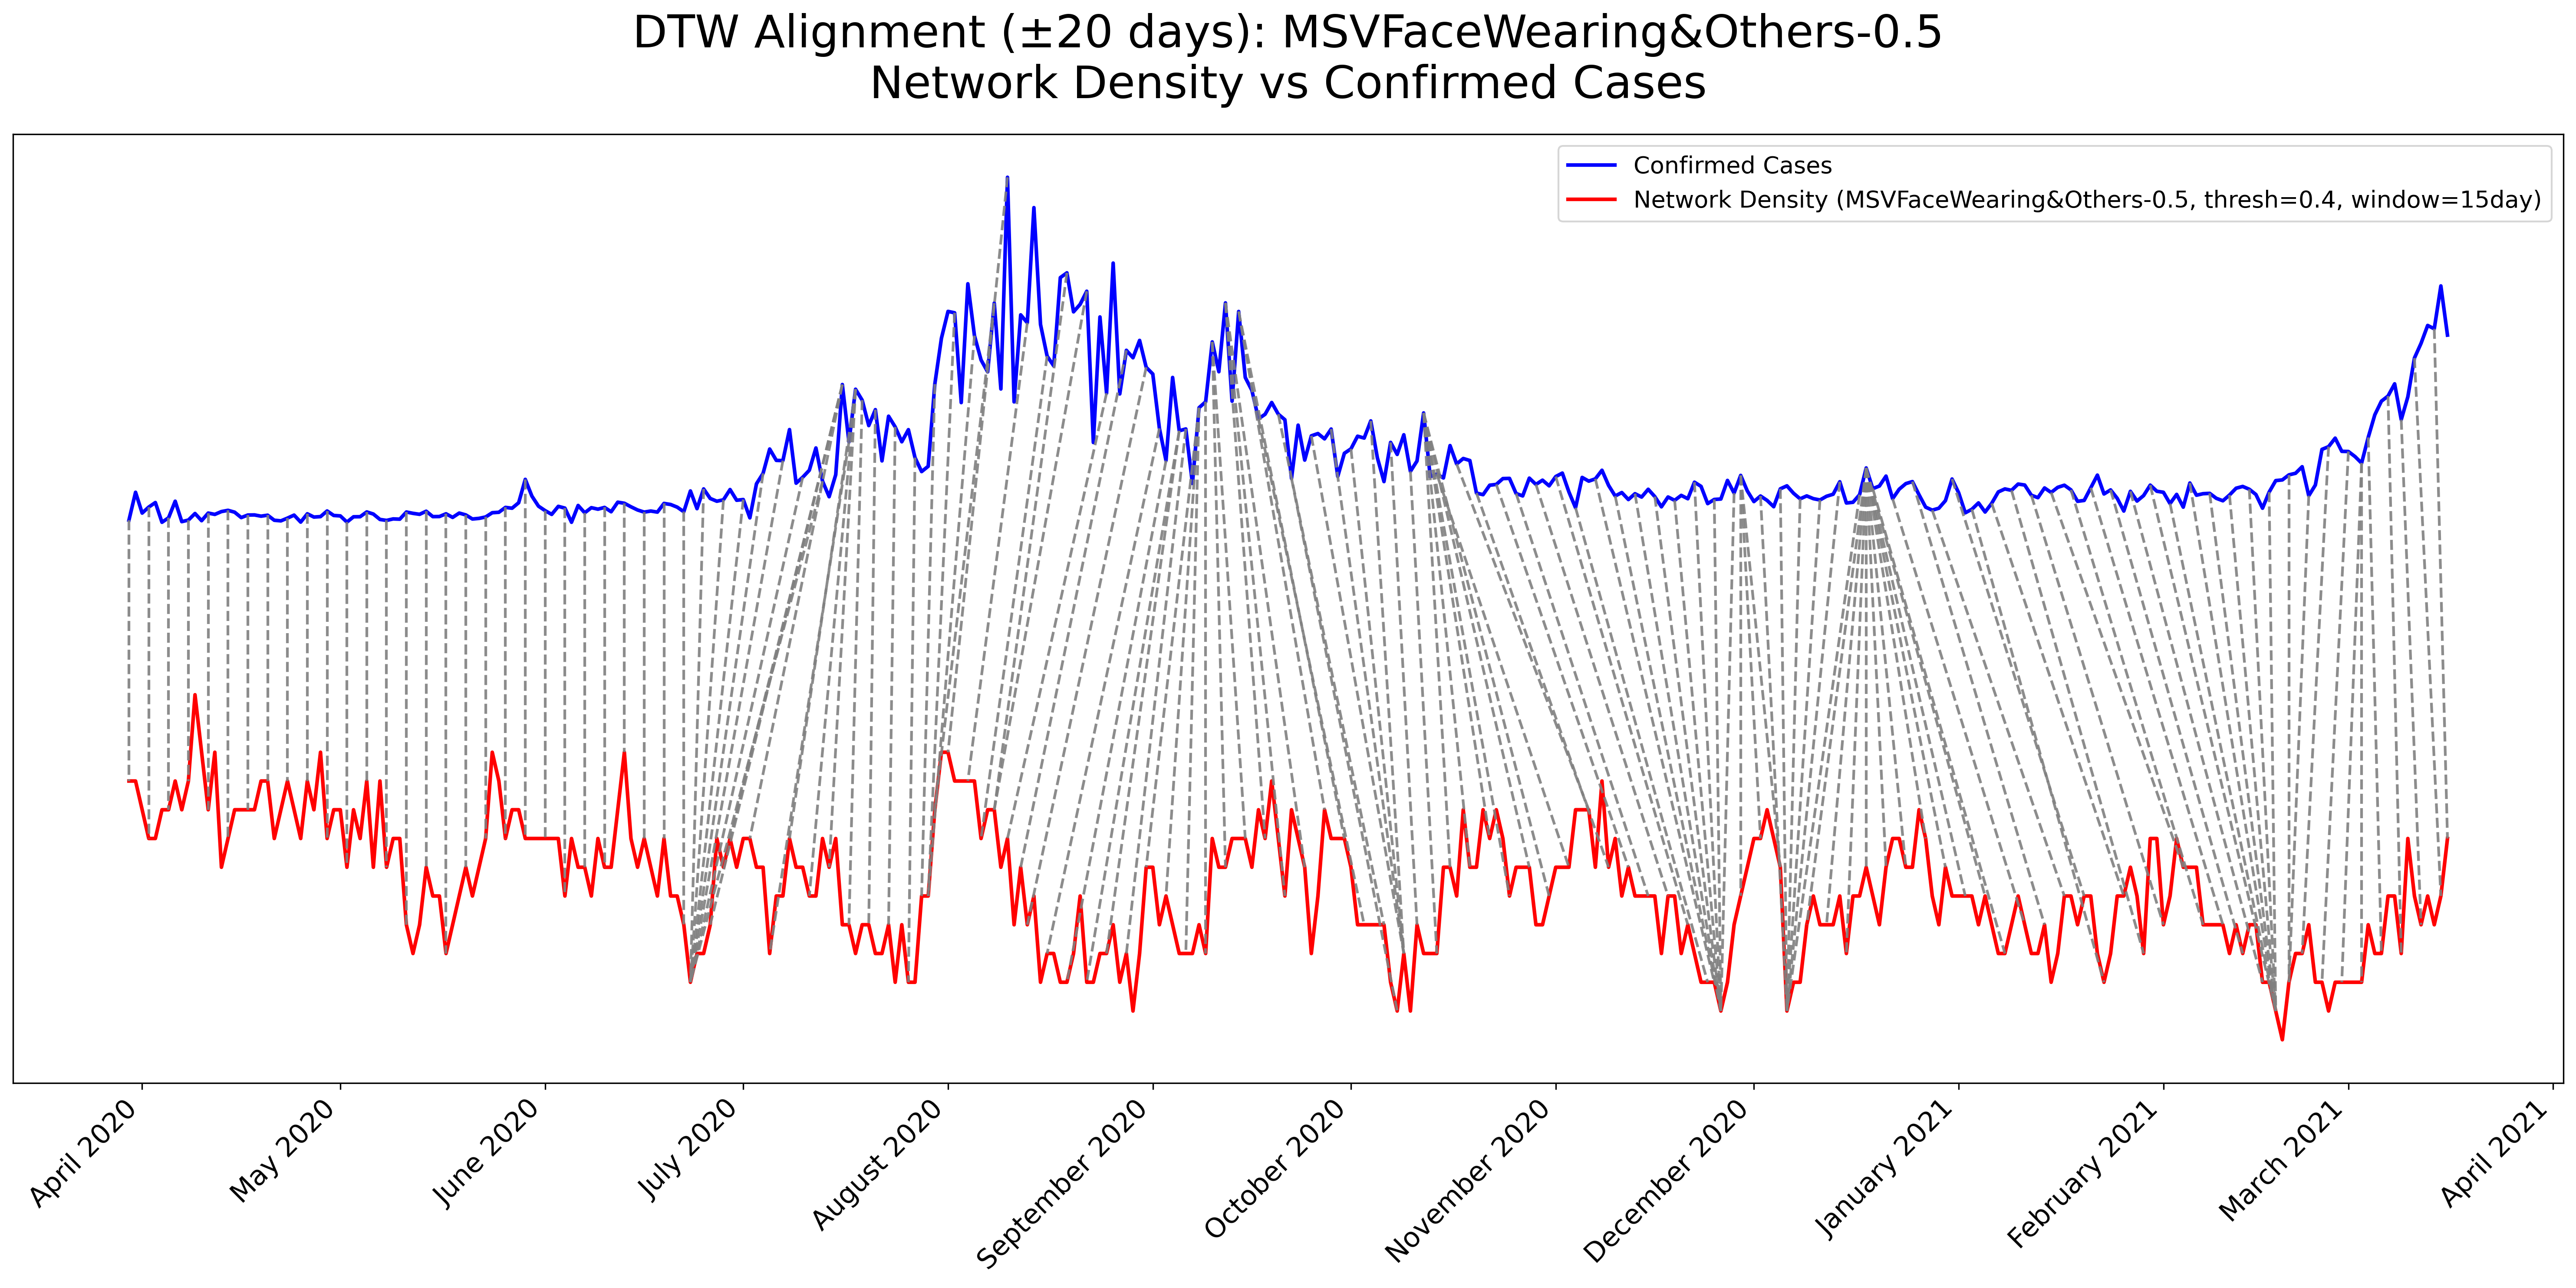 DTW Alignment (±20 days): MSVFaceWearing&Others-0.5
Network Density vs Confirmed Cases
Confirmed Cases
Network Density (MSVFaceWearing&Others-0.5, thresh=0.4, window=15day)
April 2020
May 2020
June 2020
July 2020
August 2020
September 2020
October 2020
November 2020
December 2020
January 2021
February 2021
March 2021
April 2021